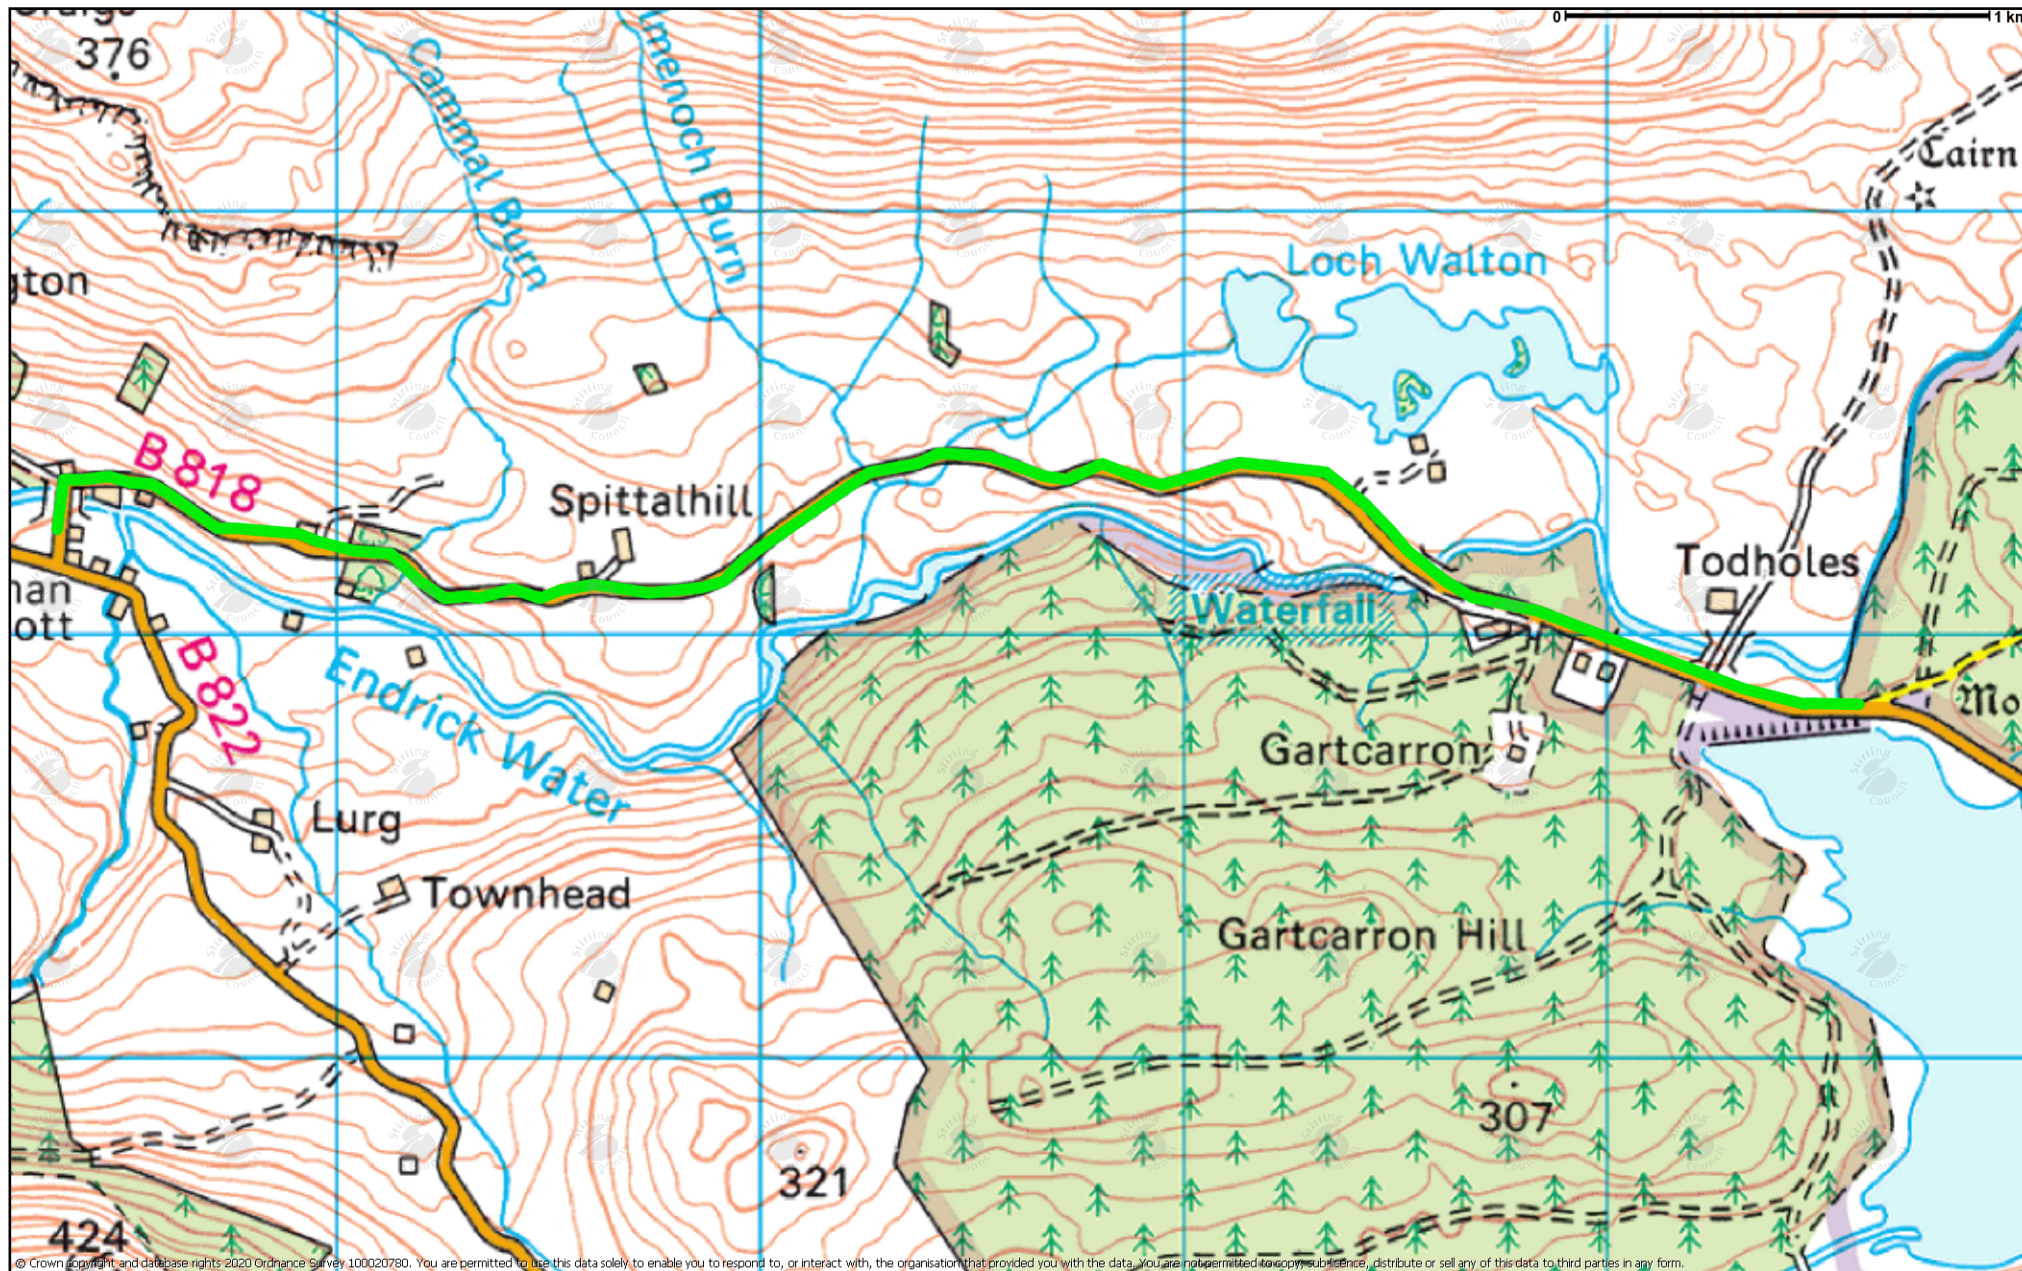 376
0 1 km
Cammal Burn
Burn
Cairn
Loch Walton
B 818
Spittalhill
Todholes
Waterfall
B 822
Endrick Water
Gartcarron
Lurg
Townhead
Gartcarron Hill
307
321
424
© Crown copyright and database rights 2020 Ordnance Survey 100020780. You are permitted to use this data solely to enable you to respond to, or interact with, the organisation that provided you with the data. You are not permitted to copy, sub-licence, distribute or sell any of this data to third parties in any form.
Stirling Council